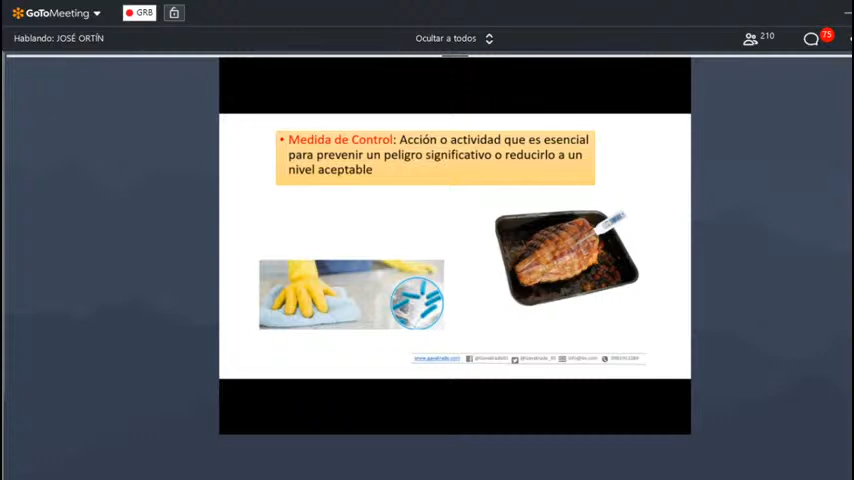 GoToMeeting
GRB
Hablando: JOSÉ ORTÍN
Ocultar a todos
210
75
• Medida de Control: Acción o actividad que es esencial
para prevenir un peligro significativo o reducirlo a un
nivel aceptable